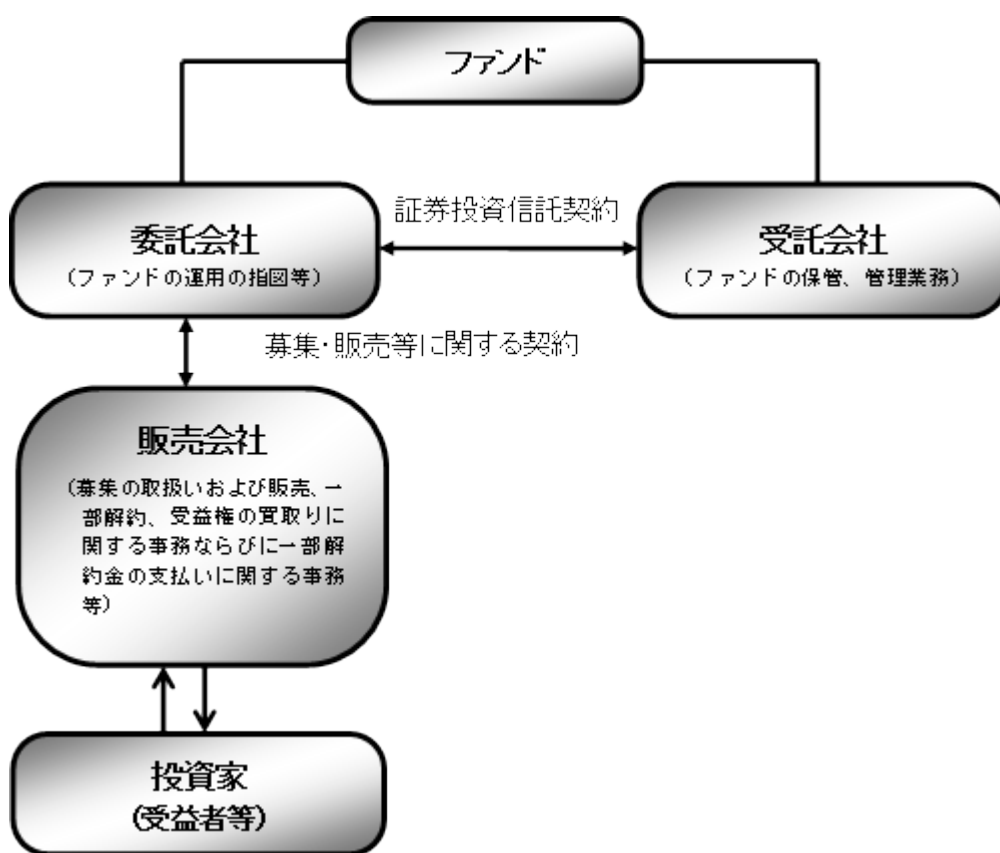 ファンド
証券投資信託契約
委託会社
(ファンドの運用の指図等)
受託会社
(ファンドの保管、管理業務)
募集・販売等に関する契約
販売会社
(募集の取扱いおよび販売、一
部解約、受益権の買取りに
関する事務ならびに一部解
約金の支払いに関する事務
等)
投資家
(受益者等)